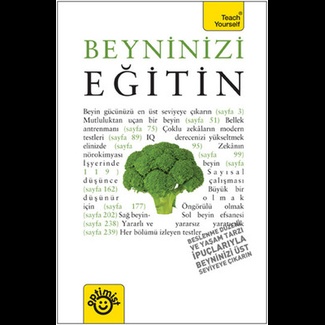 Teach
Yourself
BEYNİNİZİ
EĞİTİN
Beyin gücünüzü en üst seviyeye çıkarın (sayfa 3)
Mutluluktan uçan bir beyin (sayfa 51) Bellek
antrenmanı (sayfa 75) Çoklu zekâların modern
testleri (sayfa 89) IQ derecenizi yükseltmek
elinizde (sayfa 95) Zekânın
nörokimyası (sayfa 99)
İşyerinde beyin (sayfa
119) Sayısal
düşünce çalışması
(sayfa 162) Büyük bir
düşünür olmak
için (sayfa 177) Öngörülü olmak
(sayfa 202) Sağ beyin-Sol beyin efsanesi
(sayfa 238) Yararlı ve yararsız
(sayfa 239) Her bölümü izleyen testler
BESLENME DÜZENİ
VE YAŞAM TARZI
İPUÇLARIYLA
BEYNİNİZİ ÜST
SEVİYEYE ÇIKARIN
optimist